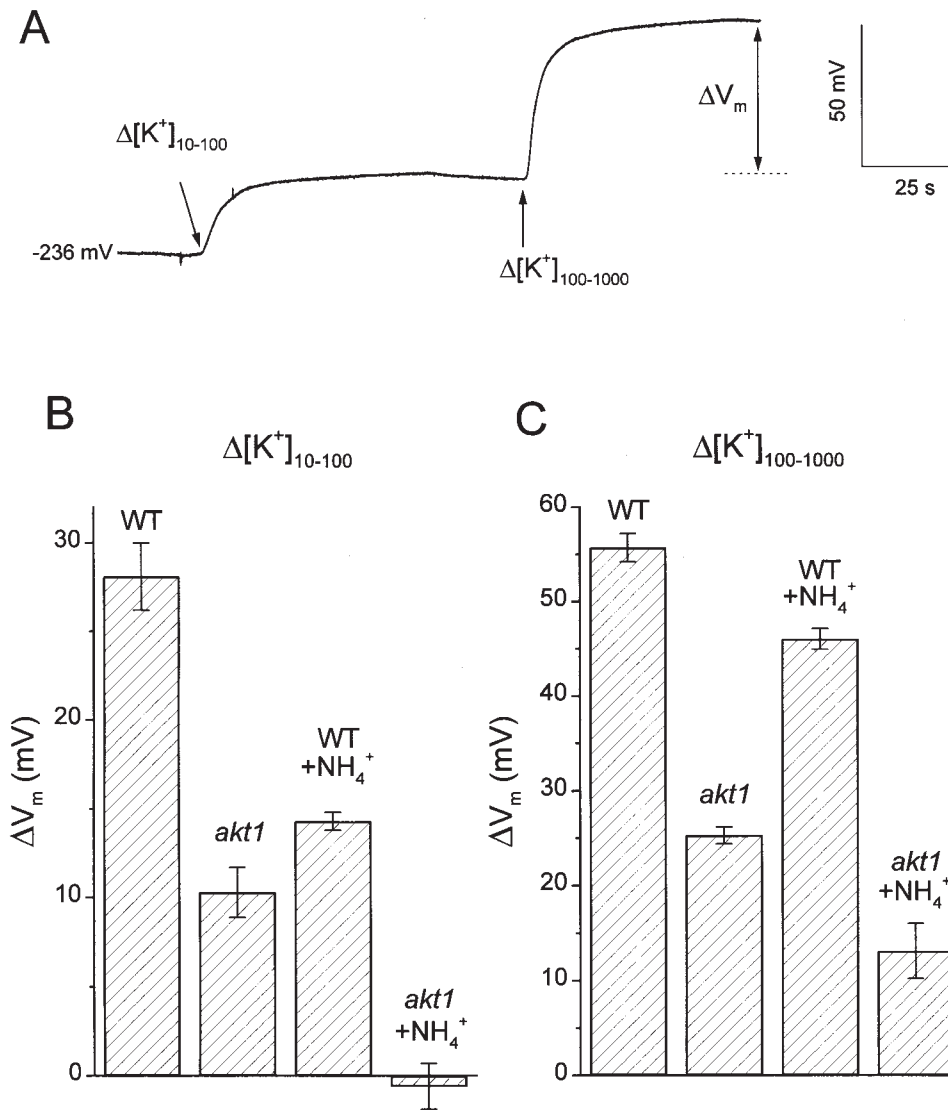 A
Δ[K⁺]₁₀₋₁₀₀
-236 mV
ΔVₘ
50 mV
25 s
Δ[K⁺]₁₀₀₋₁₀₀₀
B
Δ[K⁺]₁₀₋₁₀₀
ΔVₘ (mV)
30
20
10
0
WT
akt1
WT
+NH₄⁺
akt1
+NH₄⁺
C
Δ[K⁺]₁₀₀₋₁₀₀₀
ΔVₘ (mV)
60
50
40
30
20
10
0
WT
akt1
WT
+NH₄⁺
akt1
+NH₄⁺